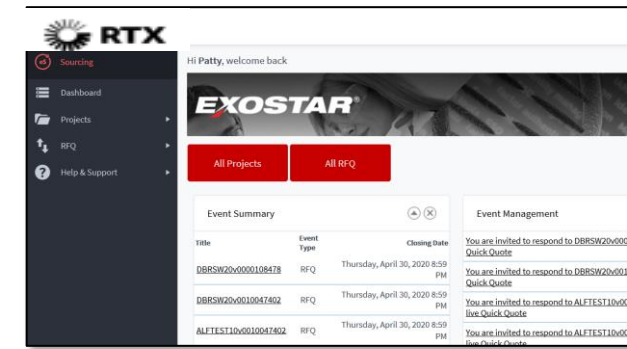 RTX
Sourcing
Hi Patty, welcome back
Dashboard
Projects
RFQ
Help & Support
EXOSTAR®
All Projects
All RFQ
Event Summary
Title
Event
Type
Closing Date
DBRSW20v0000108478
RFQ
Thursday, April 30, 2020 8:59
PM
DBRSW20v0010047402
RFQ
Thursday, April 30, 2020 8:59
PM
ALFTEST10v0010047402
RFQ
Thursday, April 30, 2020 8:59
PM
Event Management
You are invited to respond to DBRSW20v000
Quick Quote
You are invited to respond to DBRSW20v001
Quick Quote
You are invited to respond to ALFTEST10v00
live Quick Quote
You are invited to respond to ALFTEST10v00
live Quick Quote